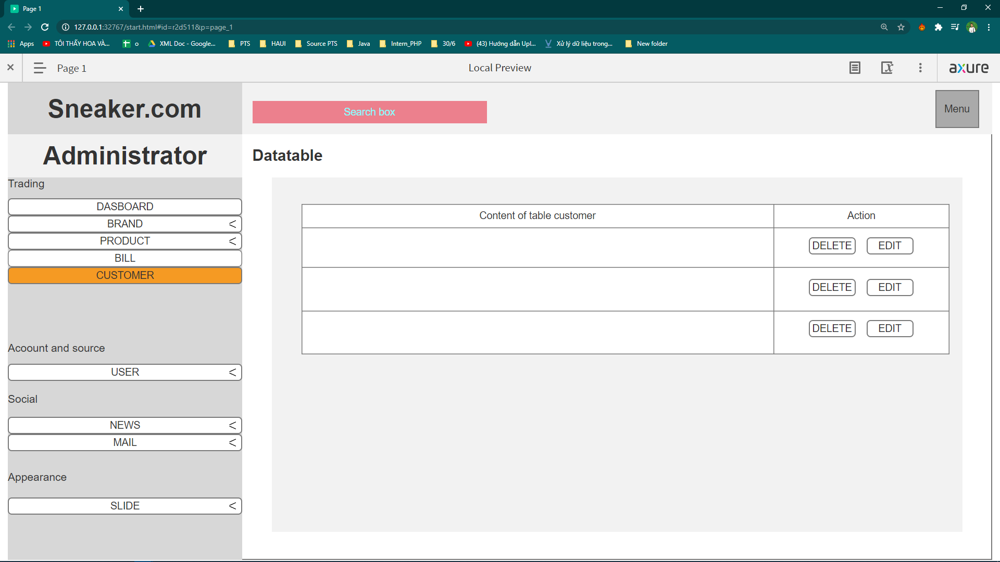 Page 1
127.0.0.1:32767/start.html#id=r2d511&p=page_1
Apps
TÔI THẤY HOA VÀ...
o
XML Doc - Google...
PTS
HAUI
Source PTS
Java
Intern_PHP
30/6
(43) Hướng dẫn Upl...
Xử lý dữ liệu trong...
New folder
Page 1
Local Preview
axure
Sneaker.com
Search box
Menu
Administrator
Datatable
Trading
DASBOARD
BRAND <
PRODUCT <
BILL
CUSTOMER
Acoount and source
USER <
Social
NEWS <
MAIL <
Appearance
SLIDE <
Content of table customer
Action
DELETE EDIT
DELETE EDIT
DELETE EDIT